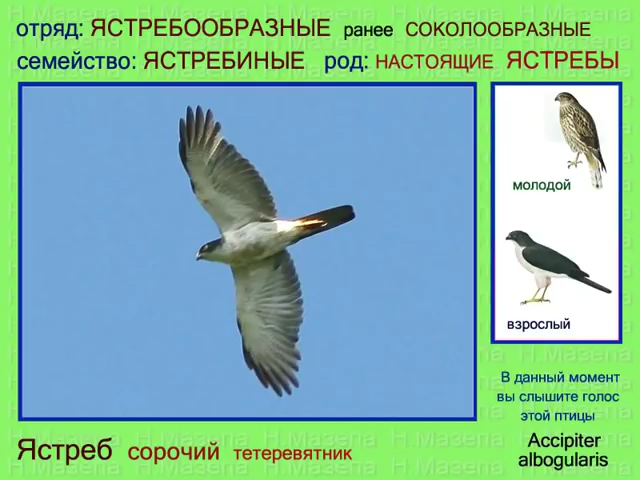 отряд: ЯСТРЕБООБРАЗНЫЕ ранее СОКОЛООБРАЗНЫЕ
семейство: ЯСТРЕБИНЫЕ род: НАСТОЯЩИЕ ЯСТРЕБЫ
молодой
взрослый
В данный момент
вы слышите голос
этой птицы
Ястреб сорочий тетеревятник
Accipiter
albogularis
Н.Мазепа